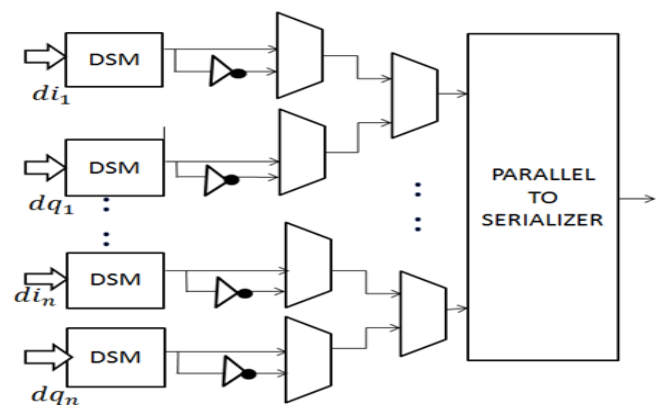 DSM
di₁
DSM
dq₁
PARALLEL
TO
SERIALIZER
DSM
diₙ
DSM
dqₙ